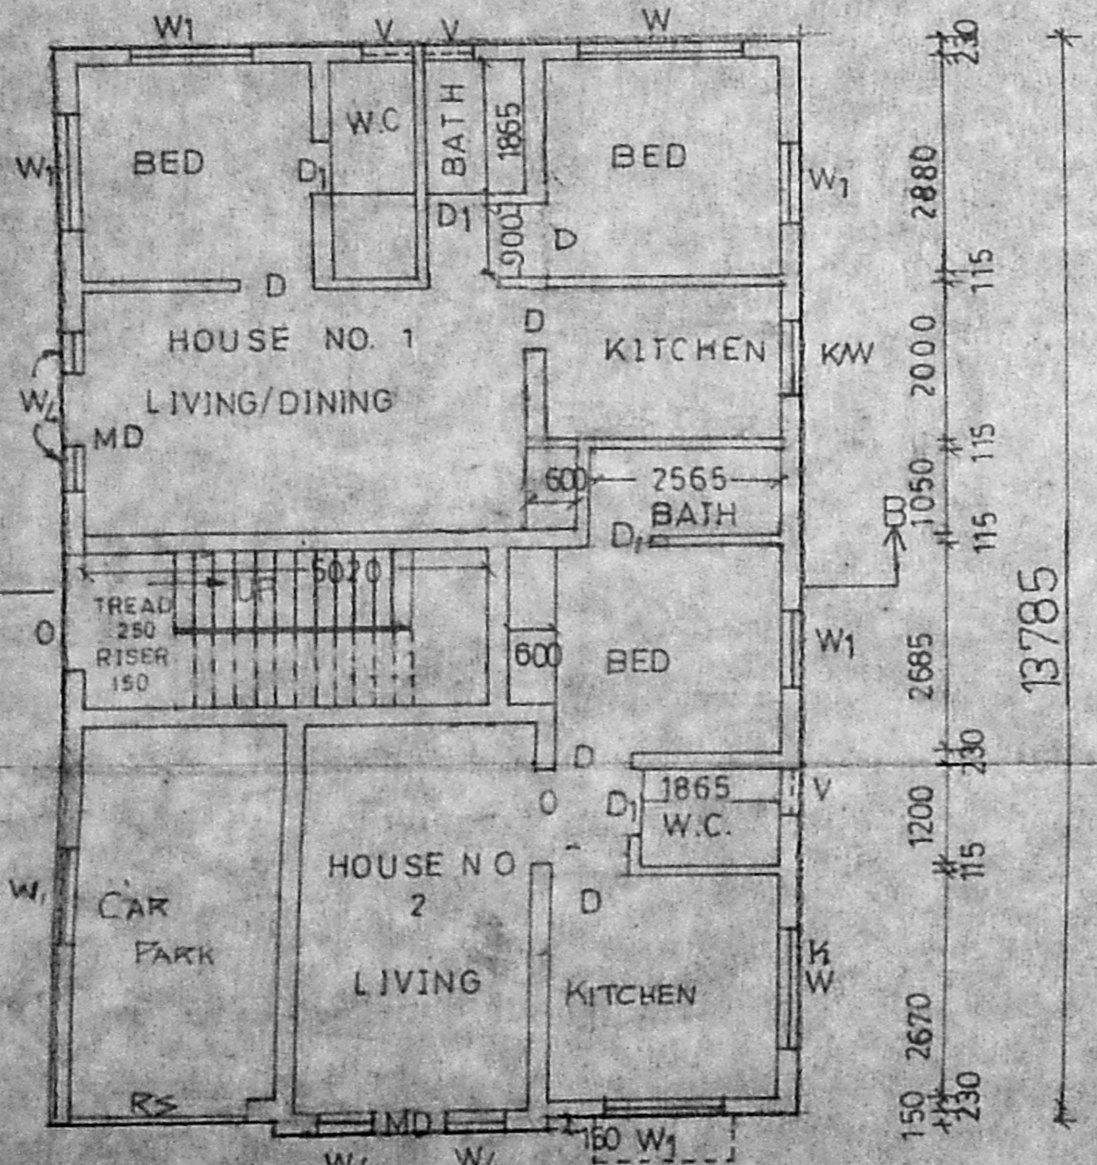 W1 V V W
230
W.C
BATH
1865
BED
D1
BED
W1
W1
2880
D1
900
D
D
115
HOUSE NO. 1
D
KITCHEN
K/W
2000
LIVING/DINING
MD
115
600
2565
BATH
1050
B
D1
115
5020
UP
TREAD
250
RISER
150
O
600
BED
W1
2685
13785
D
230
O
D1
1865
W.C.
V
1200
115
HOUSE NO
2
D
W1
CAR
PARK
LIVING
KITCHEN
K
W
2670
RS
MD
150
W1
150
230